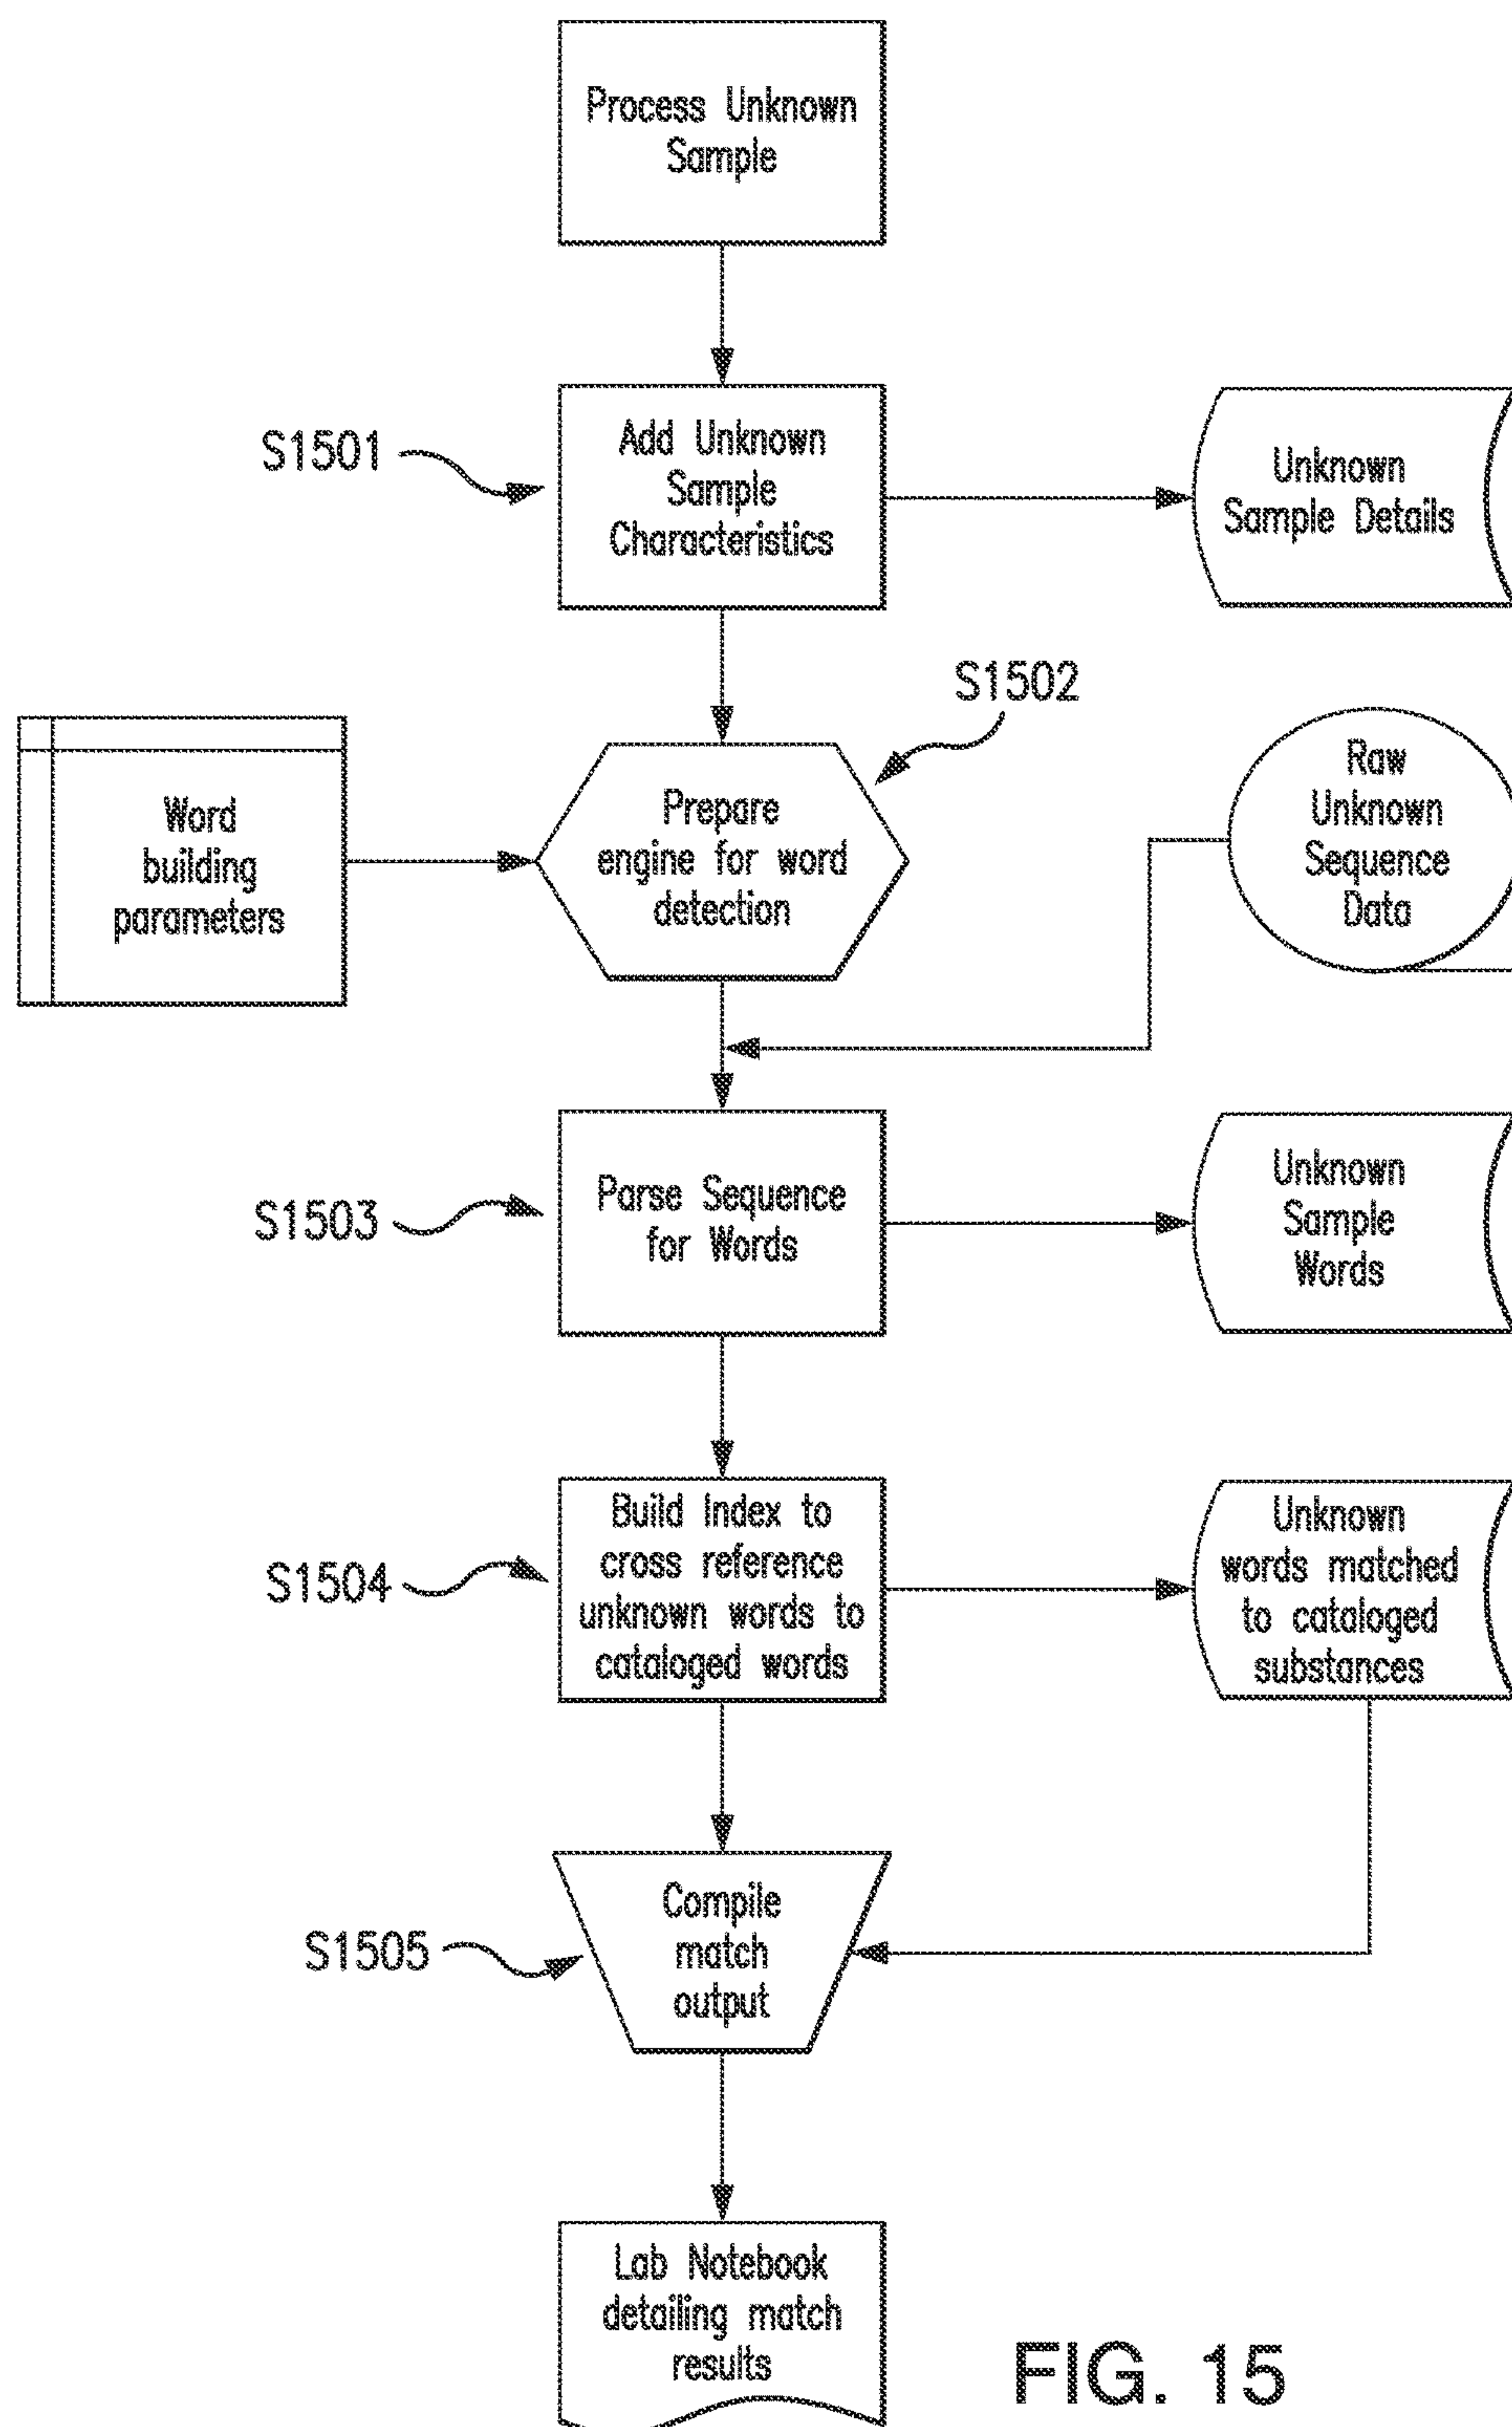 Process Unknown
Sample
S1501
Add Unknown
Sample
Characteristics
Unknown
Sample Details
S1502
Word
building
parameters
Prepare
engine for word
detection
Raw
Unknown
Sequence
Data
S1503
Parse Sequence
for Words
Unknown
Sample
Words
S1504
Build Index to
cross reference
unknown words to
cataloged words
Unknown
words matched
to cataloged
substances
S1505
Compile
match
output
Lab Notebook
detailing match
results
FIG. 15